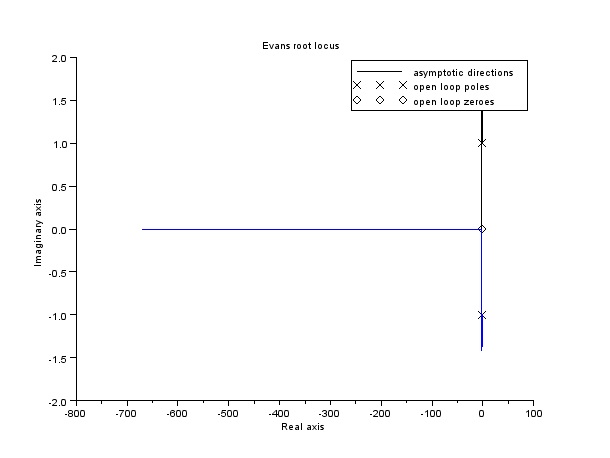 Evans root locus
asymptotic directions
open loop poles
open loop zeroes
2.0
1.5
1.0
0.5
0.0
-0.5
-1.0
-1.5
-2.0
Imaginary axis
-800 -700 -600 -500 -400 -300 -200 -100 0 100
Real axis